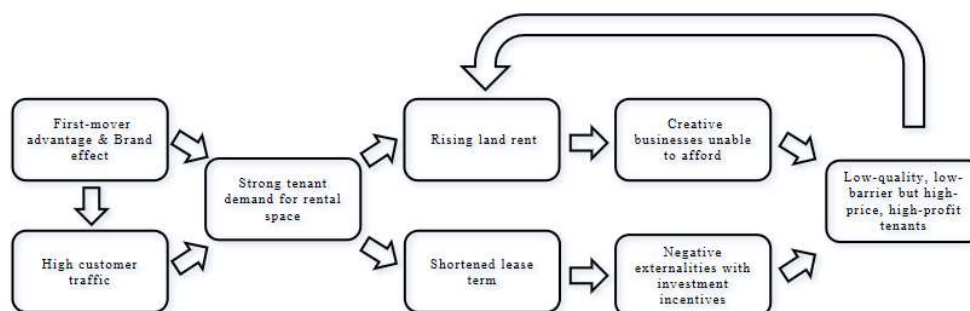 First-mover
advantage & Brand
effect
High customer
traffic
Strong tenant
demand for rental
space
Rising land rent
Shortened lease
term
Creative
businesses unable
to afford
Negative
externalities with
investment
incentives
Low-quality, low-
barrier but high-
price, high-profit
tenants